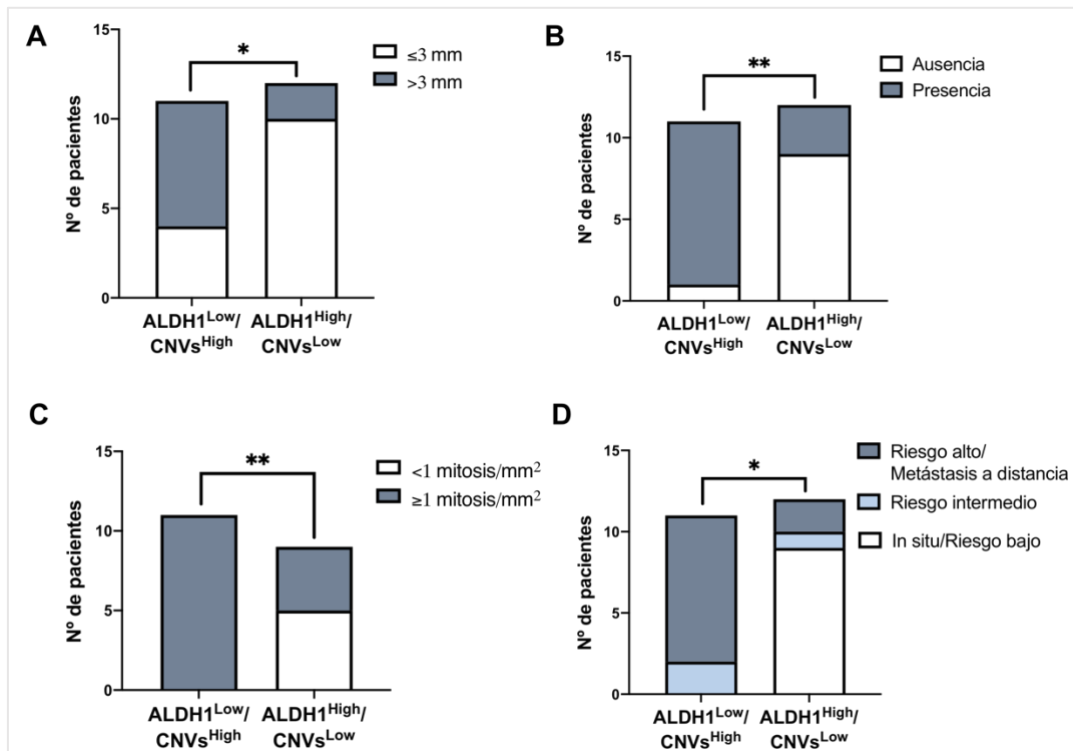 A
*
≤3 mm
>3 mm
Nº de pacientes
15
10
5
0
ALDH1Low/
CNVsHigh
ALDH1High/
CNVsLow
B
**
Ausencia
Presencia
Nº de pacientes
15
10
5
0
ALDH1Low/
CNVsHigh
ALDH1High/
CNVsLow
C
**
<1 mitosis/mm²
≥1 mitosis/mm²
Nº de pacientes
15
10
5
0
ALDH1Low/
CNVsHigh
ALDH1High/
CNVsLow
D
*
Riesgo alto/
Metástasis a distancia
Riesgo intermedio
In situ/Riesgo bajo
Nº de pacientes
15
10
5
0
ALDH1Low/
CNVsHigh
ALDH1High/
CNVsLow